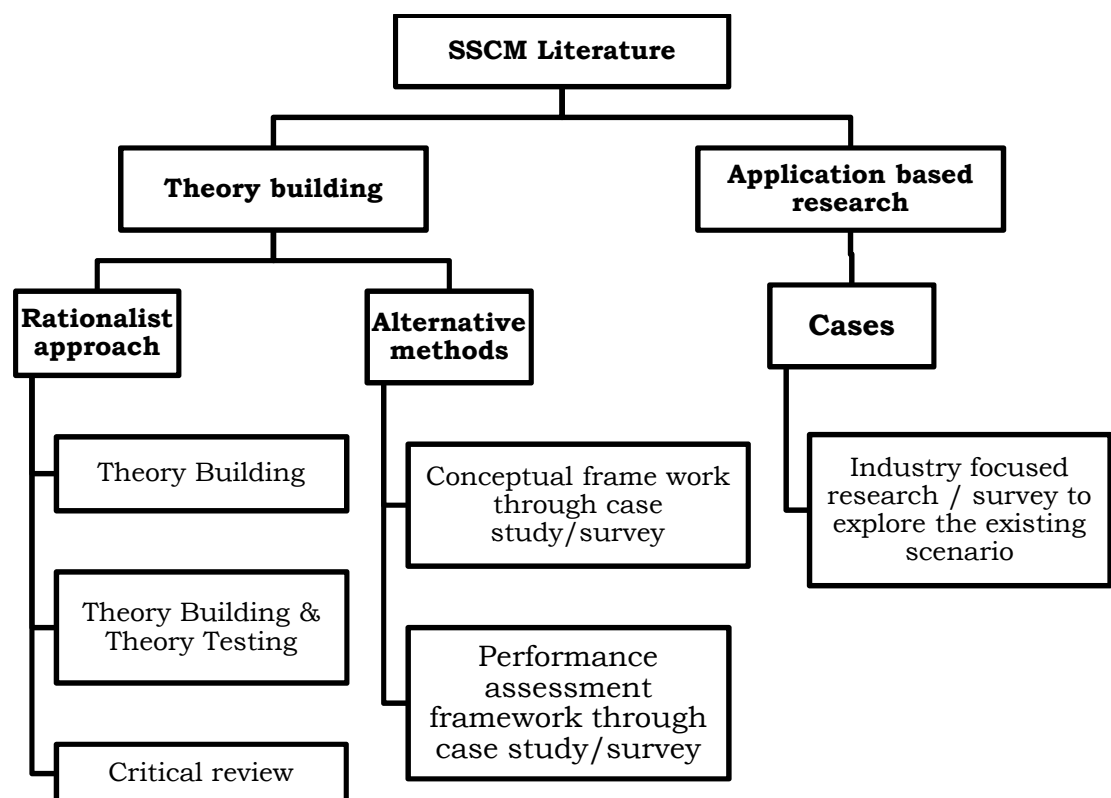 SSCM Literature
Theory building
Application based
research
Rationalist
approach
Alternative
methods
Cases
Theory Building
Theory Building &
Theory Testing
Critical review
Conceptual frame work
through case
study/survey
Performance
assessment
framework through
case study/survey
Industry focused
research / survey to
explore the existing
scenario